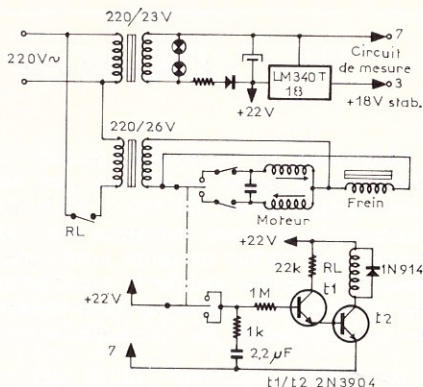 220/23V
7
Circuit
de mesure
220V~
LM340T
18
3
+18V stab.
+22V
220/26V
Frein
Moteur
RL
+22V
22k
RL
1N914
t1
+22V
1M
t2
1k
7
2,2µF
t1/t2 2N3904